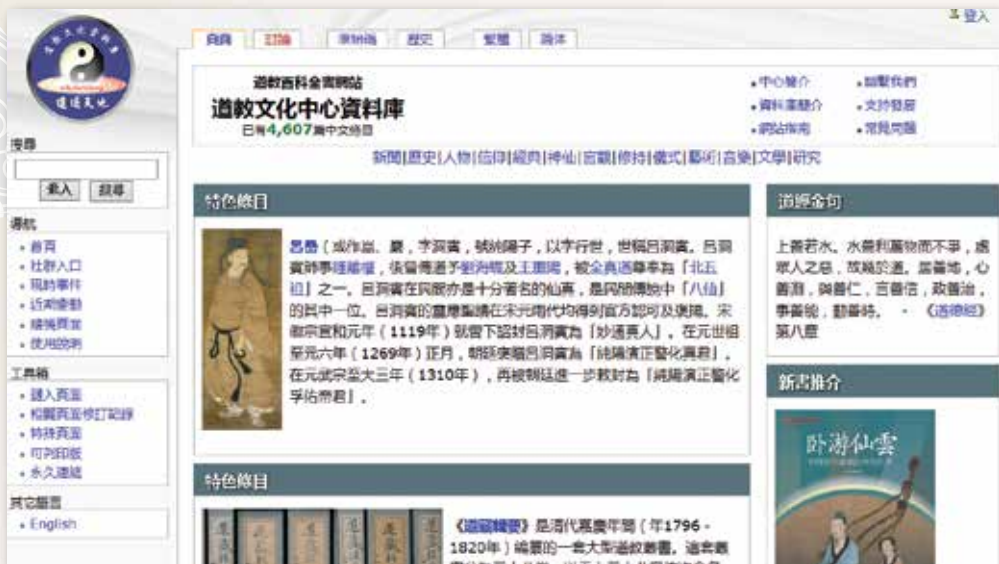 登入
頁面 討論 原始碼 歷史 繁體 簡体
道教文化資料庫
道通天地
道教百科全書網站
道教文化中心資料庫
已有4,607篇中文條目
•中心簡介 •聯繫我們
•資料庫簡介 •支持發展
•網站指南 •常見問題
新聞|歷史|人物|信仰|經典|神仙|宮觀|修持|儀式|藝術|音樂|文學|研究
搜尋
進入 搜尋
導航
首頁
社群入口
現時事件
近期變動
隨機頁面
使用說明
工具箱
鏈入頁面
相關頁面修訂記錄
特殊頁面
可列印版
永久連結
其它語言
English
特色條目
呂嵒（或作岩、巖，字洞賓，號純陽子，以字行世，世稱呂洞賓。呂洞
賓師事鍾離權，後曾傳道予劉海蟾及王重陽，被全真道尊奉為「北五
祖」之一。呂洞賓在民間亦是十分著名的仙真，是民間傳說中「八仙」
的其中一位。呂洞賓的靈應事蹟在宋元兩代均得到官方認可及褒揚。宋
徽宗宣和元年（1119年）就曾下詔封呂洞賓為「妙通真人」。在元世祖
至元六年（1269年）正月，朝廷褒贈呂洞賓為「純陽演正警化真君」。
在元武宗至大三年（1310年），再被朝廷進一步敕封為「純陽演正警化
孚佑帝君」。
特色條目
《道藏輯要》是清代嘉慶年間（年1796 -
1820年）編纂的一套大型道教叢書。這套叢
道經金句
上善若水。水善利萬物而不爭，處
眾人之惡，故幾於道。居善地，心
善淵，與善仁，言善信，政善治，
事善能，動善時。 - 《道德經》
第八章
新書推介
卧游仙雲